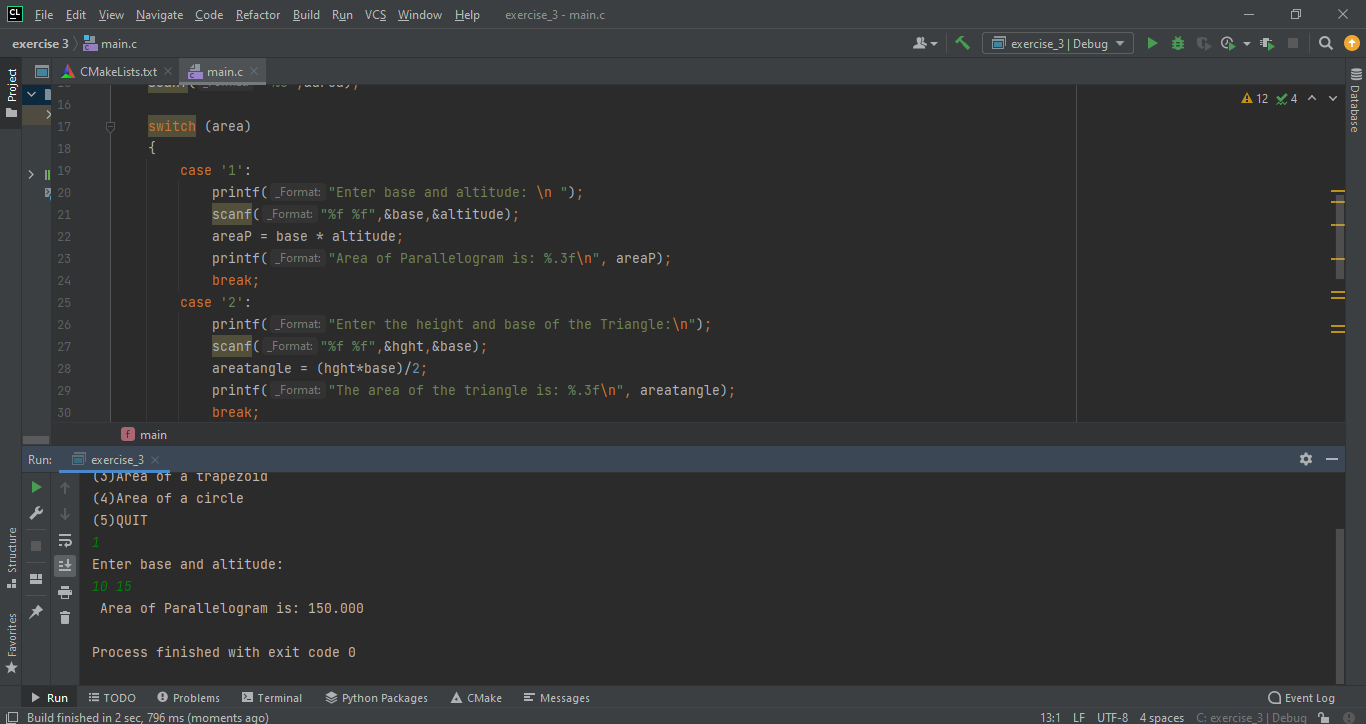 CL File Edit View Navigate Code Refactor Build Run VCS Window Help exercise_3 - main.c
exercise 3 main.c exercise_3 | Debug
Project
CMakeLists.txt main.c
Database
12 4
16
17 switch (area)
18 {
19 case '1':
20 printf( _Format: "Enter base and altitude: \n ");
21 scanf( _Format: "%f %f",&base,&altitude);
22 areaP = base * altitude;
23 printf( _Format: "Area of Parallelogram is: %.3f\n", areaP);
24 break;
25 case '2':
26 printf( _Format: "Enter the height and base of the Triangle:\n");
27 scanf( _Format: "%f %f",&hght,&base);
28 areatangle = (hght*base)/2;
29 printf( _Format: "The area of the triangle is: %.3f\n", areatangle);
30 break;
f main
Run: exercise_3
(3)Area of a trapezoid
(4)Area of a circle
(5)QUIT
1
Enter base and altitude:
10 15
Area of Parallelogram is: 150.000
Process finished with exit code 0
Structure
Favorites
Run TODO Problems Terminal Python Packages CMake Messages Event Log
Build finished in 2 sec, 796 ms (moments ago) 13:1 LF UTF-8 4 spaces C: exercise_3 | Debug